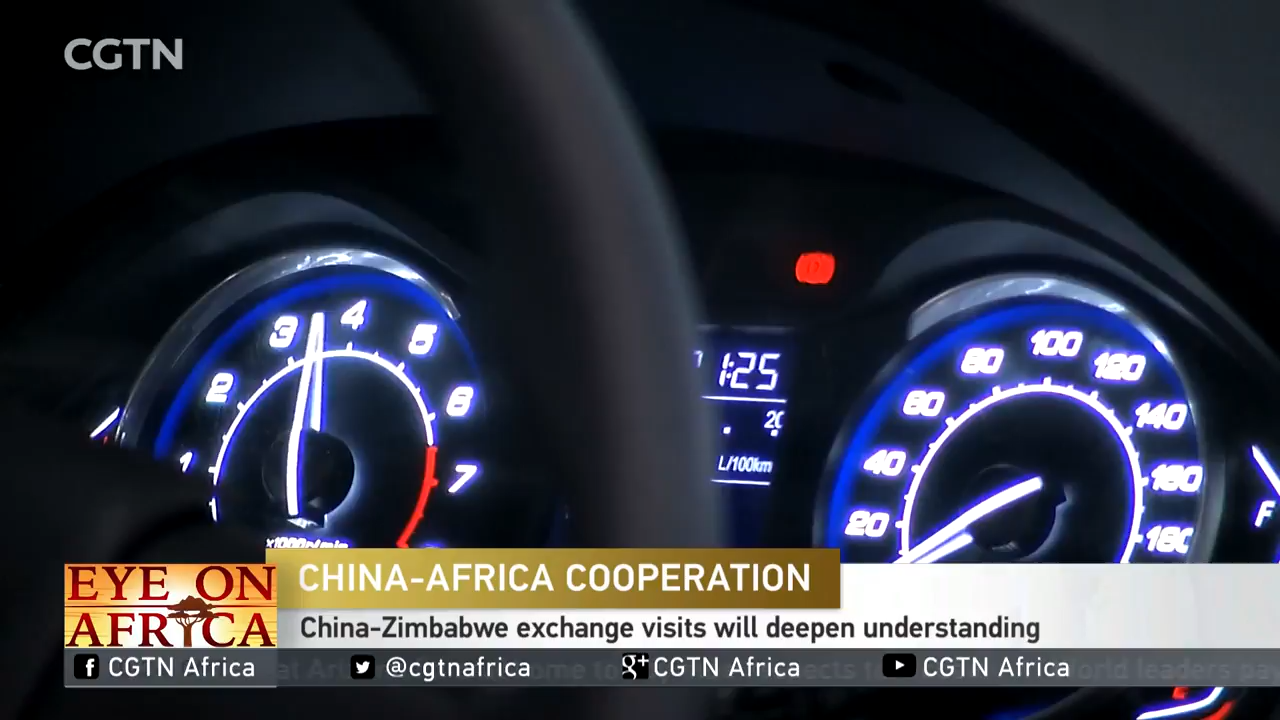 CGTN
1 2 3 4 5 6 7
x1000r/min
1:25
20
L/100km
20 40 60 80 100 120 140 160 180
F
EYE ON AFRICA
CHINA-AFRICA COOPERATION
China-Zimbabwe exchange visits will deepen understanding
CGTN Africa @cgtnafrica CGTN Africa CGTN Africa